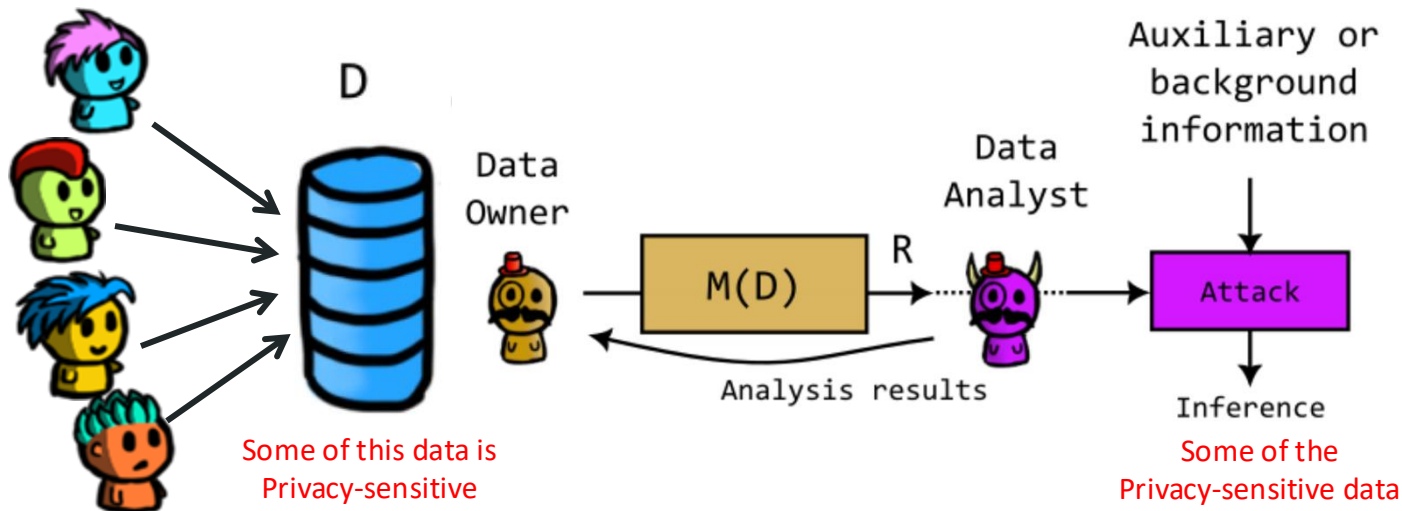 D
Data
Owner
M(D)
R
Data
Analyst
Analysis results
Auxiliary or
background
information
Attack
Inference
Some of this data is
Privacy-sensitive
Some of the
Privacy-sensitive data